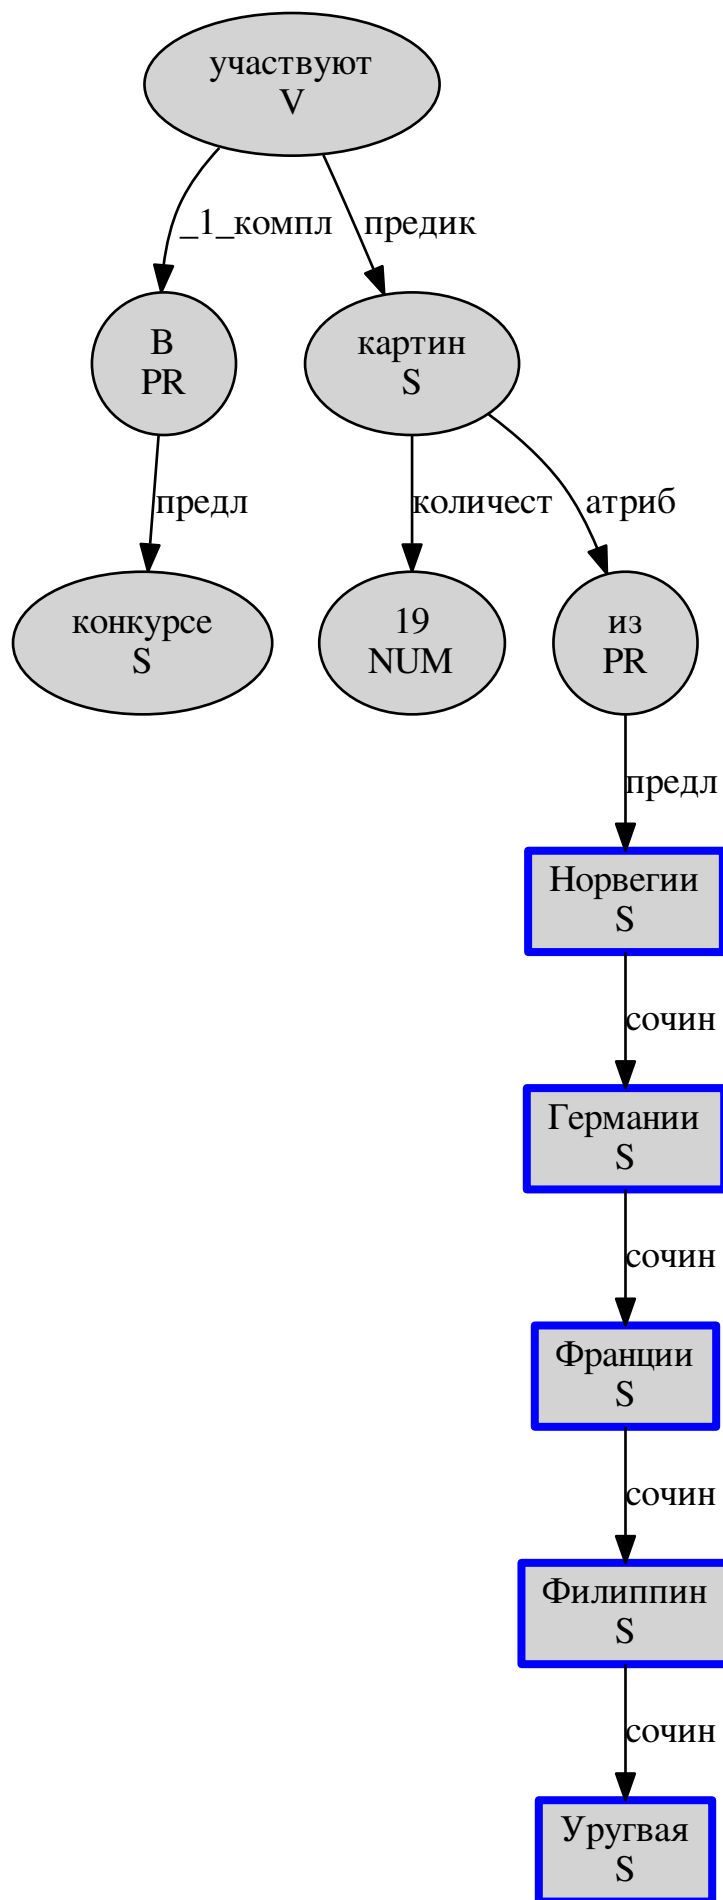 участвуют
V
_1_компл
предик
В
PR
картин
S
предл
количест
атриб
конкурсе
S
19
NUM
из
PR
предл
Норвегии
S
сочин
Германии
S
сочин
Франции
S
сочин
Филиппин
S
сочин
Уругвая
S